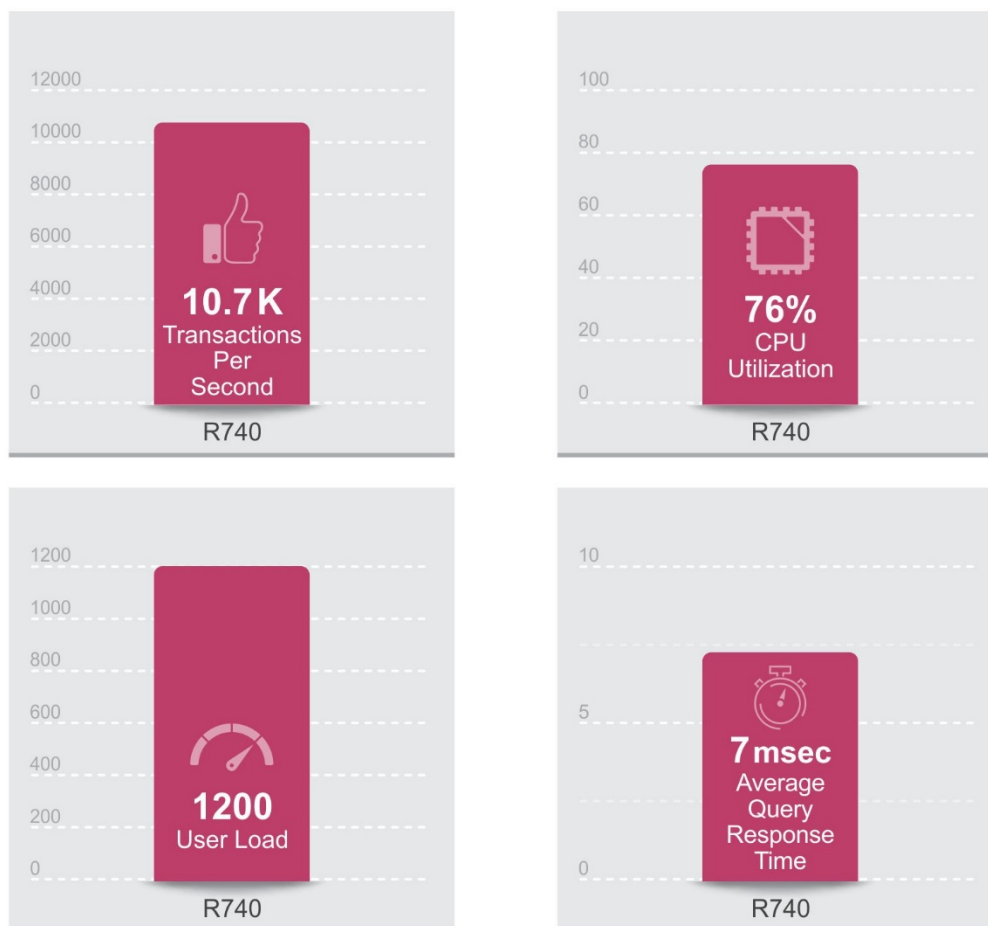 12000
10000
8000
6000
4000
2000
0
10.7 K
Transactions
Per
Second
R740
100
80
60
40
20
0
76%
CPU
Utilization
R740
1200
1000
800
600
400
200
0
1200
User Load
R740
10
5
0
7 msec
Average
Query
Response
Time
R740